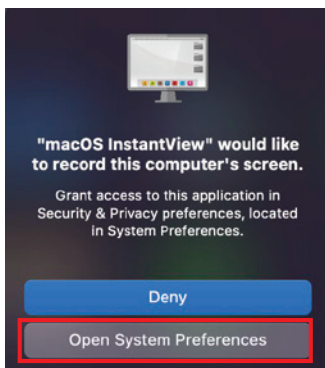 "macOS InstantView" would like
to record this computer's screen.
Grant access to this application in
Security & Privacy preferences, located
in System Preferences.
Deny
Open System Preferences